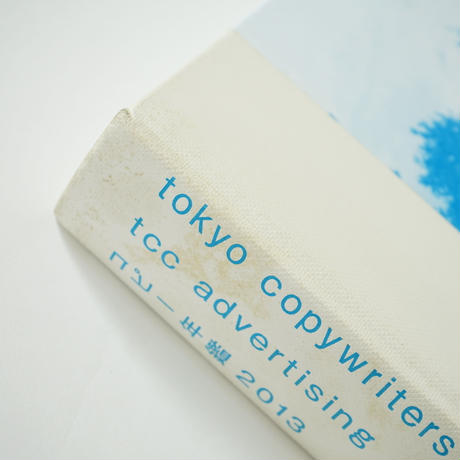 tokyo copywriters
tcc advertising
コピー年鑑 2013